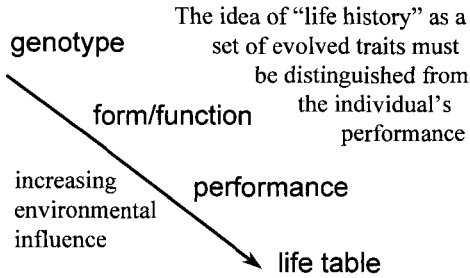 The idea of “life history” as a
set of evolved traits must
be distinguished from
the individual’s
performance
genotype
form/function
performance
life table
increasing
environmental
influence